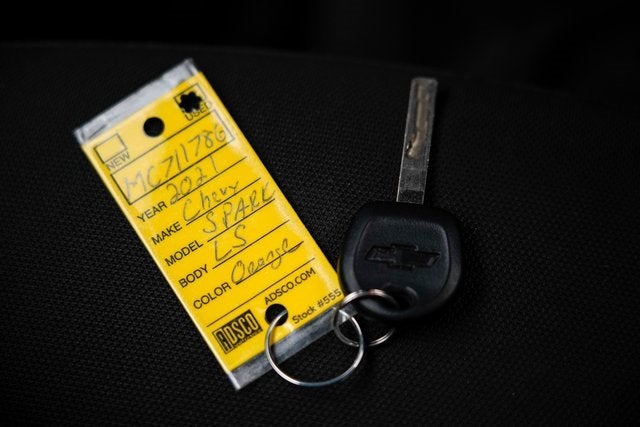 NEW USED
MC711786
YEAR 2021
MAKE Chevy
MODEL SPARK
BODY LS
COLOR Orange
ADSCO.COM
ADSCO Stock #555